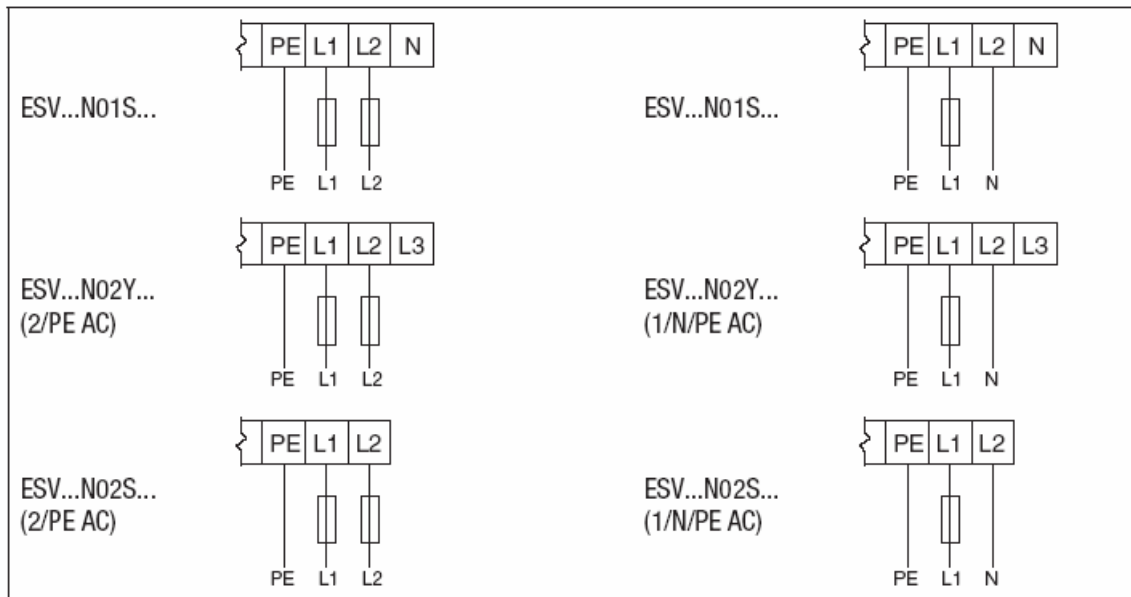 PE L1 L2 N
ESV...N01S...
PE L1 L2
PE L1 L2 N
ESV...N01S...
PE L1 N
PE L1 L2 L3
ESV...N02Y...
(2/PE AC)
PE L1 L2
PE L1 L2 L3
ESV...N02Y...
(1/N/PE AC)
PE L1 N
PE L1 L2
ESV...N02S...
(2/PE AC)
PE L1 L2
PE L1 L2
ESV...N02S...
(1/N/PE AC)
PE L1 N